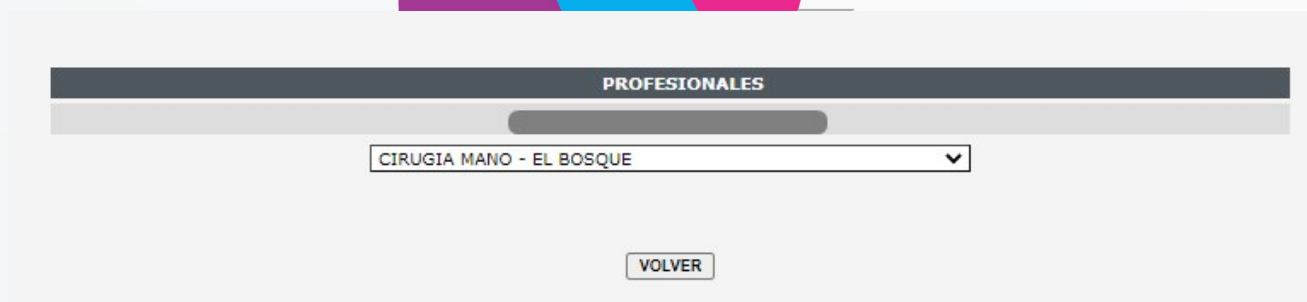 PROFESIONALES
CIRUGIA MANO - EL BOSQUE
VOLVER